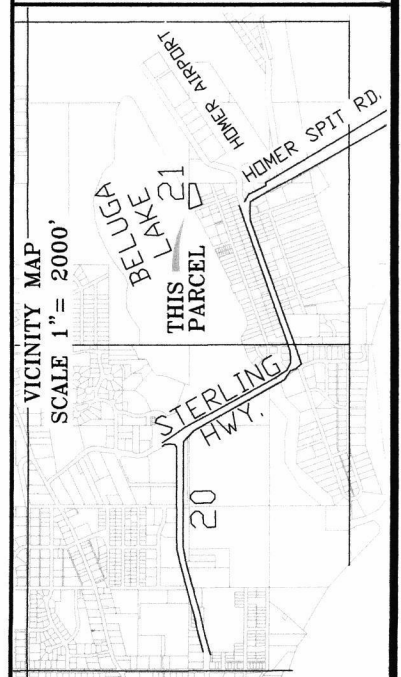 VICINITY MAP
SCALE 1"= 2000'
HOMER AIRPORT
HOMER SPIT RD.
BELUGA
LAKE
21
THIS
PARCEL
STERLING
HWY.
20